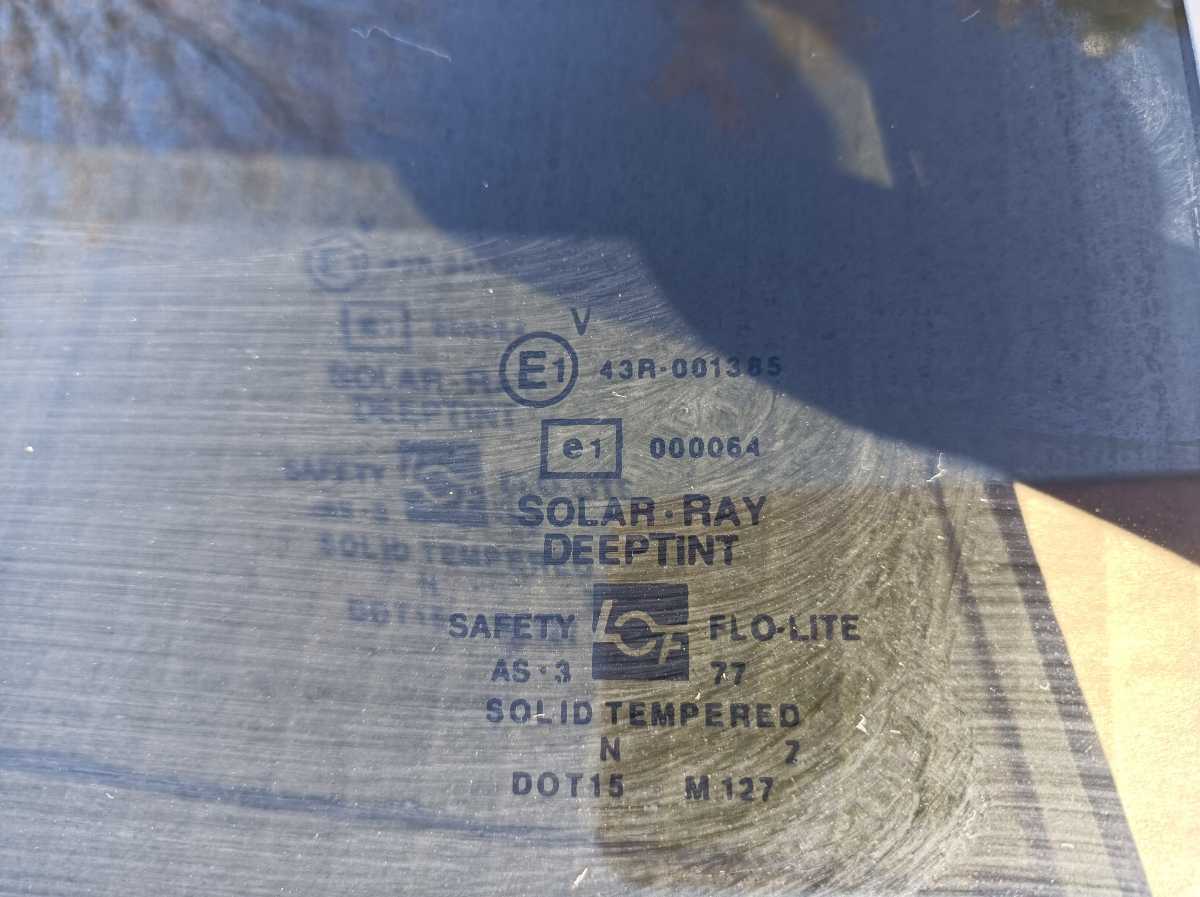 V
E1 43R-001385
e1 000064
SOLAR·RAY
DEEPTINT
SAFETY LOF FLO-LITE
AS·3 77
SOLID TEMPERED
N 7
DOT15 M127